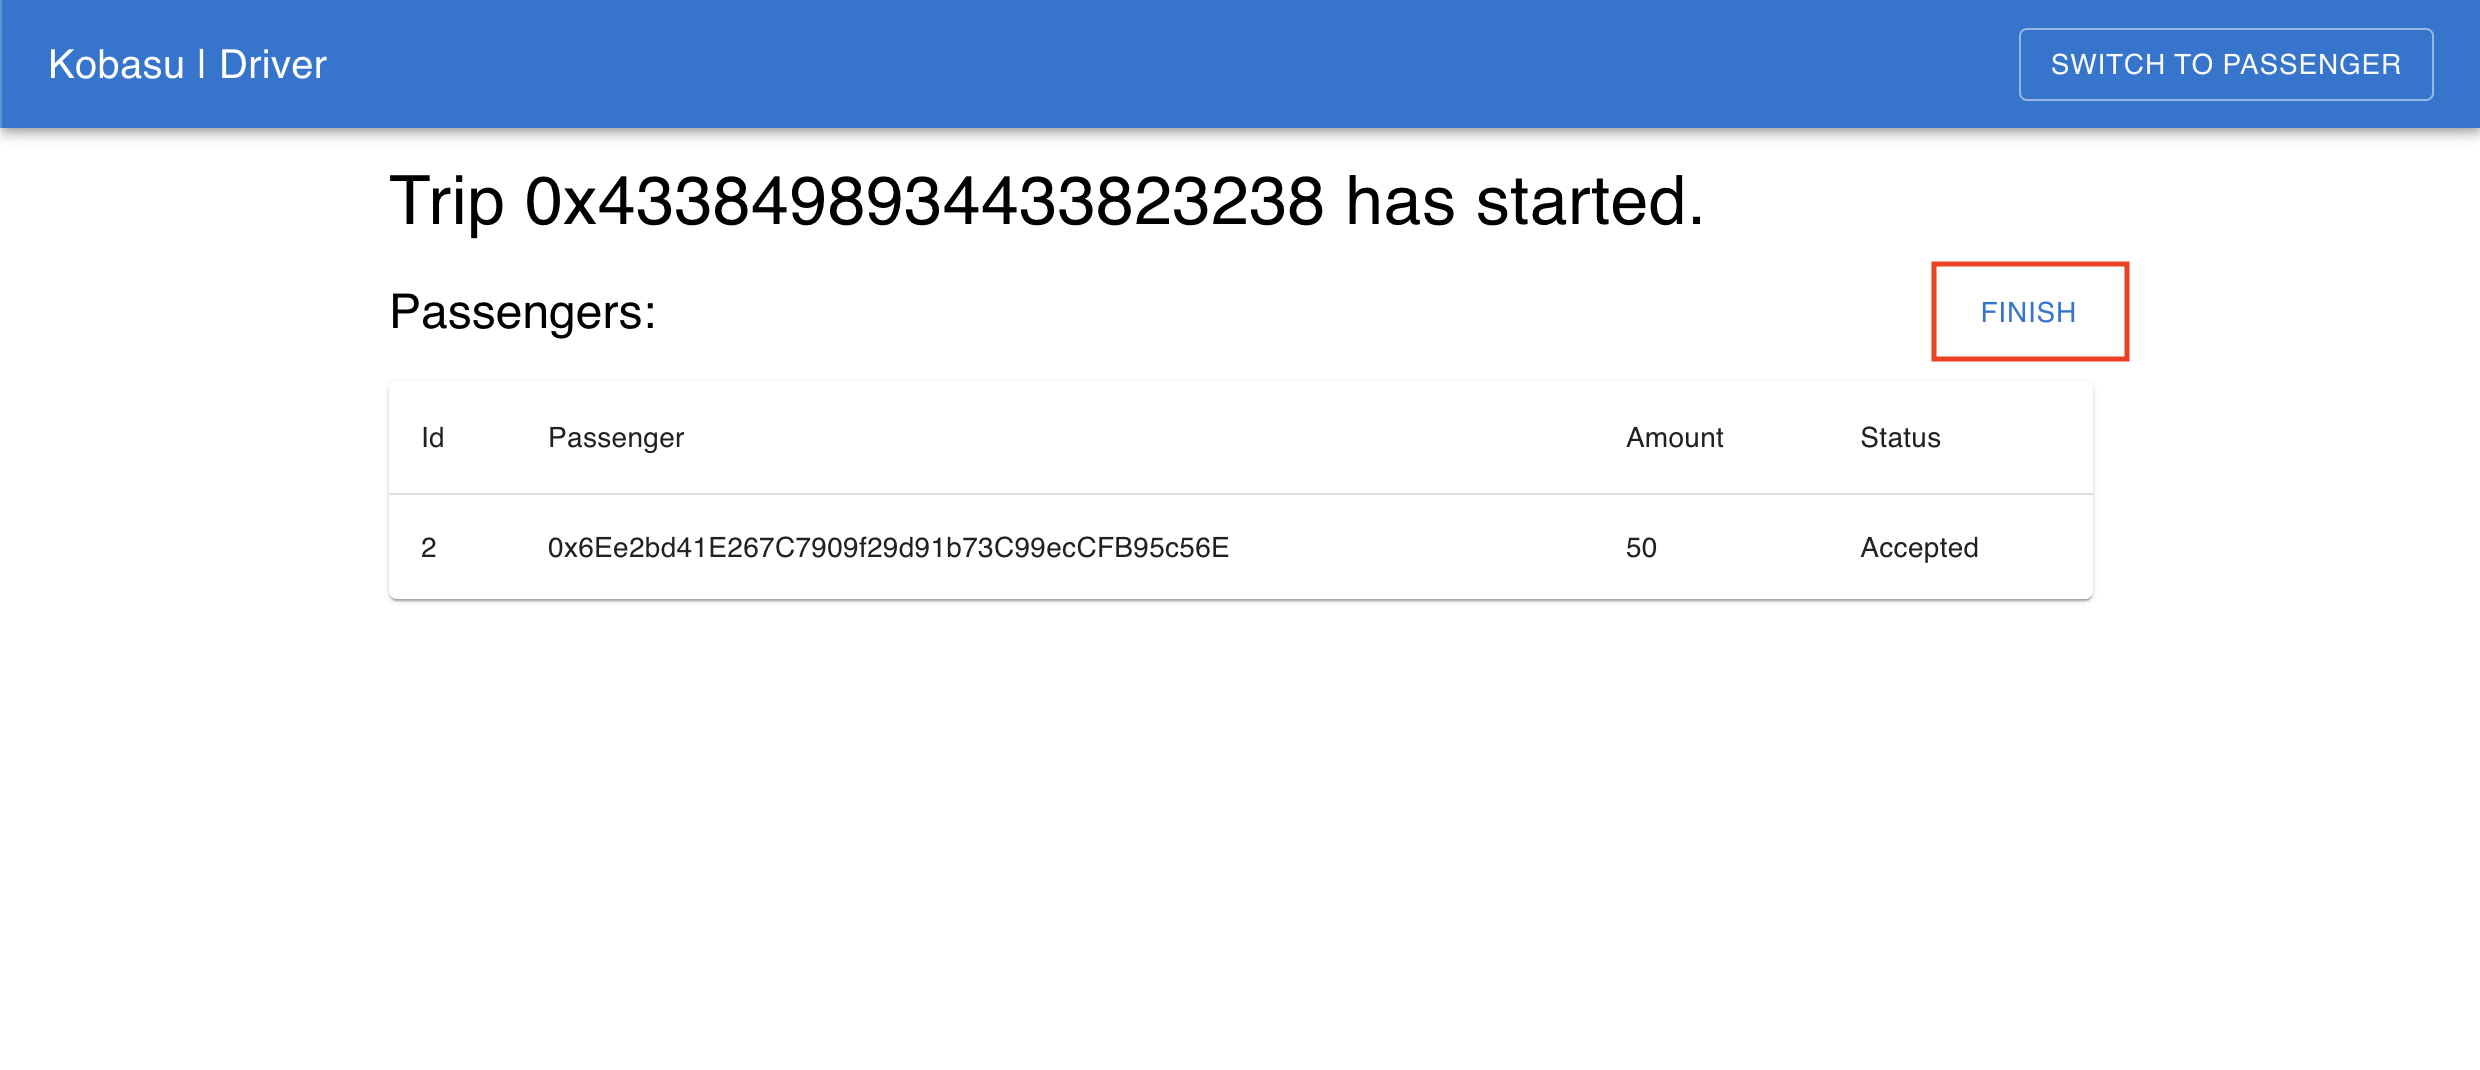 Kobasu | Driver
SWITCH TO PASSENGER
Trip 0x4338498934433823238 has started.
Passengers:
FINISH
Id Passenger Amount Status
2 0x6Ee2bd41E267C7909f29d91b73C99ecCFB95c56E 50 Accepted